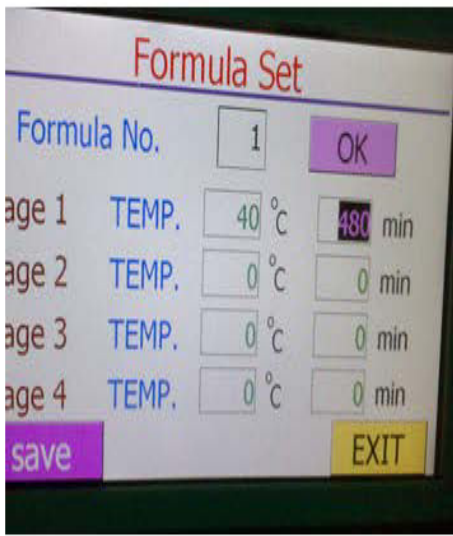 Formula Set
Formula No. 1 OK
age 1 TEMP. 40 °C 480 min
age 2 TEMP. 0 °C 0 min
age 3 TEMP. 0 °C 0 min
age 4 TEMP. 0 °C 0 min
save EXIT